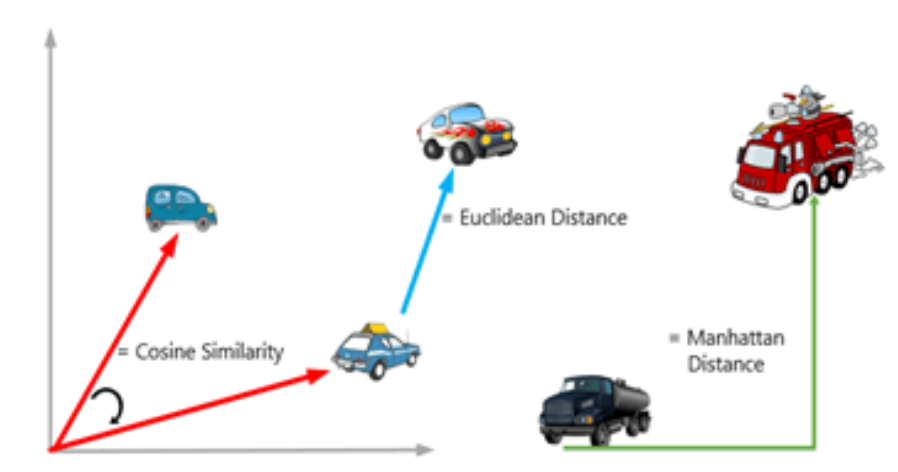 = Euclidean Distance
= Cosine Similarity
= Manhattan
Distance